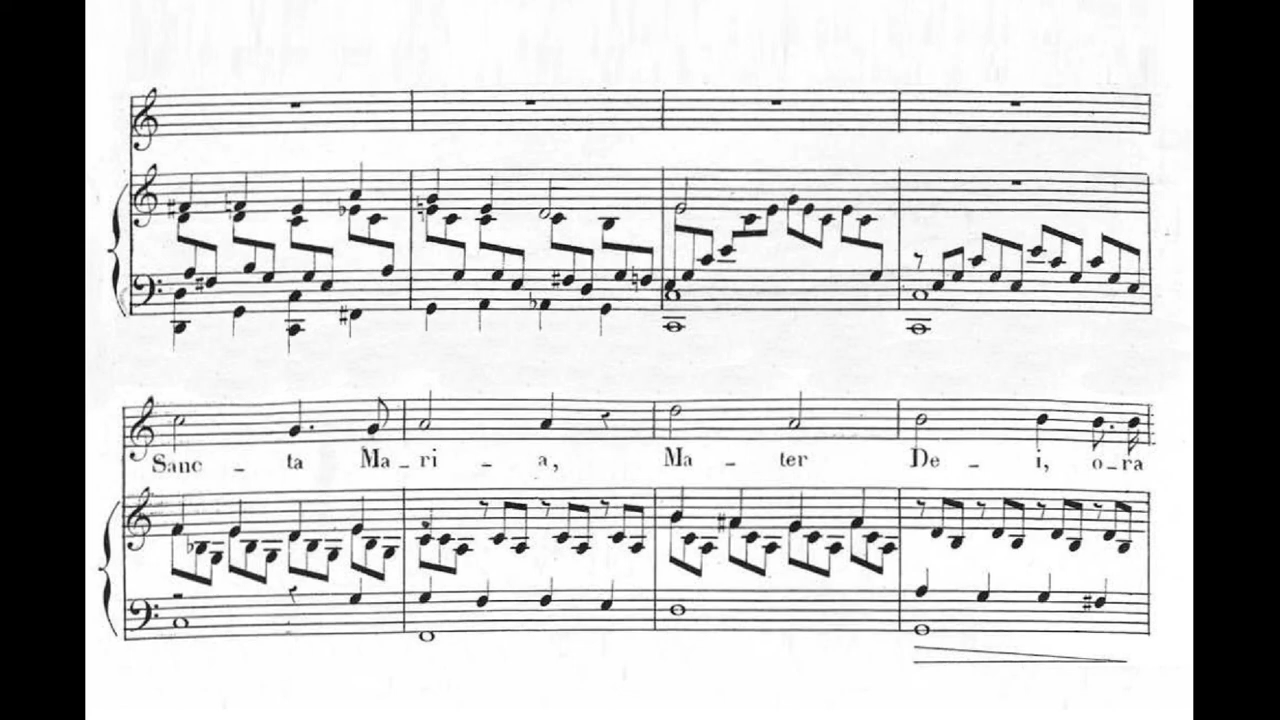 Sanc - ta Ma - ri - a, Ma - ter De - i, o - ra